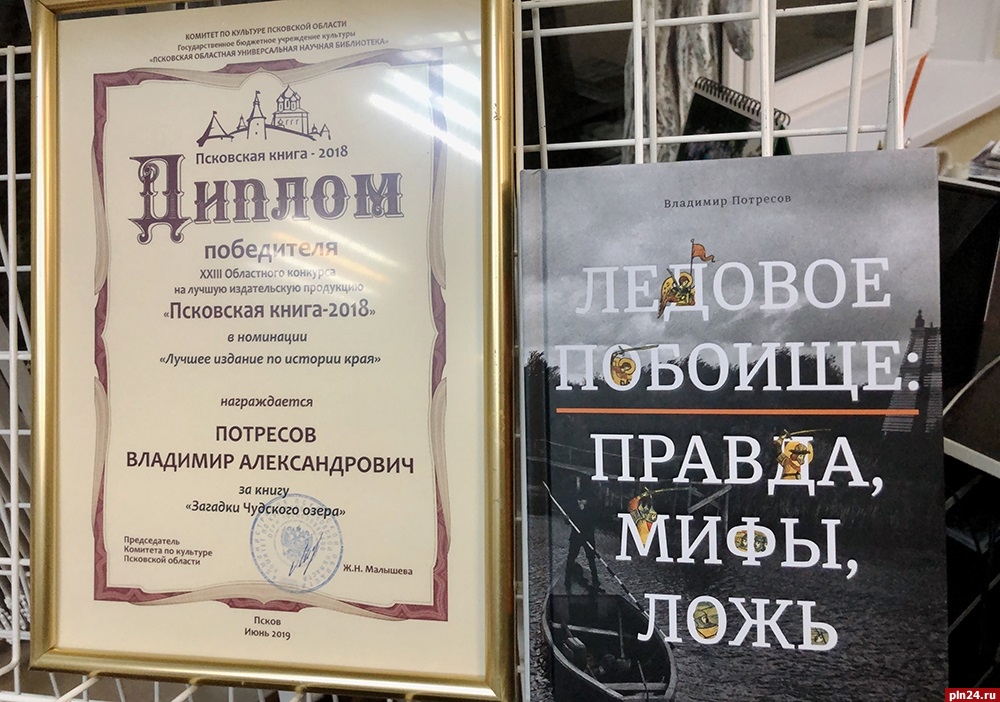 КОМИТЕТ ПО КУЛЬТУРЕ ПСКОВСКОЙ ОБЛАСТИ
Государственное бюджетное учреждение культуры
«ПСКОВСКАЯ ОБЛАСТНАЯ УНИВЕРСАЛЬНАЯ НАУЧНАЯ БИБЛИОТЕКА»
Псковская книга - 2018
Диплом
победителя
XXIII Областного конкурса
на лучшую издательскую продукцию
«Псковская книга-2018»
в номинации
«Лучшее издание по истории края»
награждается
ПОТРЕСОВ
ВЛАДИМИР АЛЕКСАНДРОВИЧ
за книгу
«Загадки Чудского озера»
Председатель
Комитета по культуре
Псковской области
Ж.Н. Малышева
Псков
Июнь 2019
Владимир Потресов
ЛЕДОВОЕ
ПОБОИЩЕ:
ПРАВДА,
МИФЫ,
ЛОЖЬ
pln24.ru